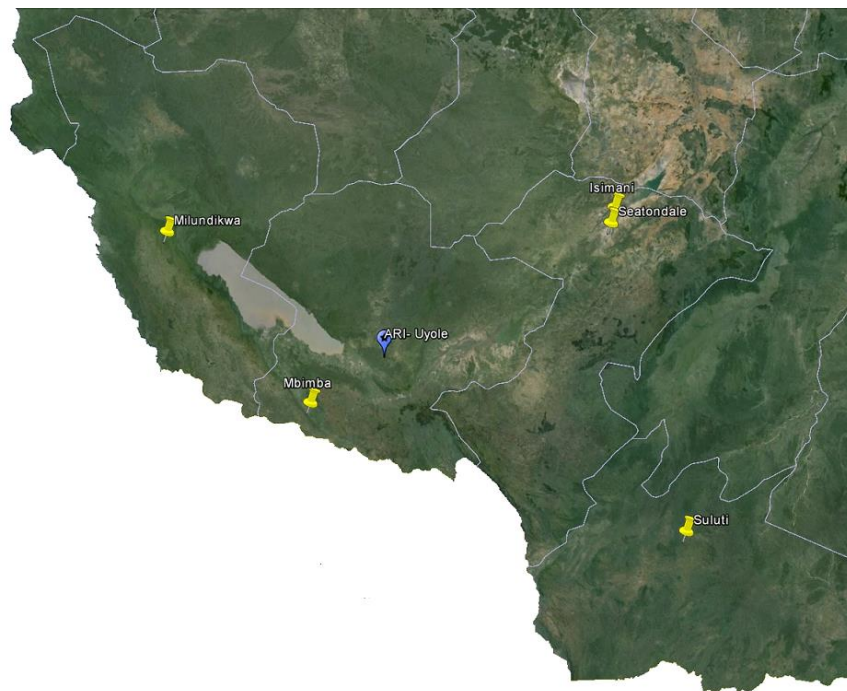 Isimani
Seatondale
Milundikwa
ARI- Uyole
Mbimba
Suluti